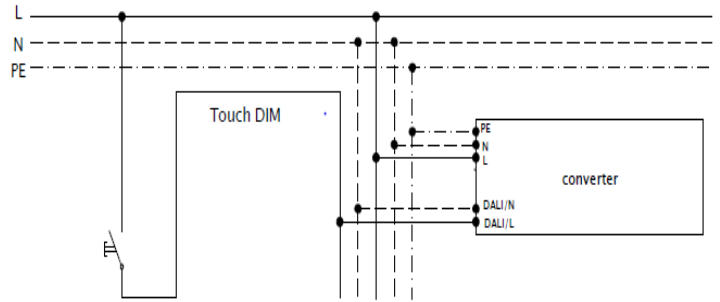 L
N
PE
Touch DIM
PE
N
L
converter
DALI/N
DALI/L